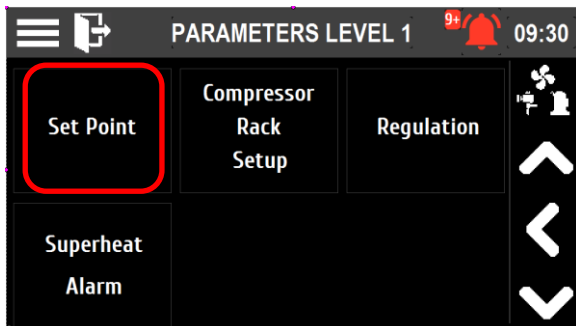 PARAMETERS LEVEL 1
9+
09:30
Set Point
Compressor
Rack
Setup
Regulation
Superheat
Alarm